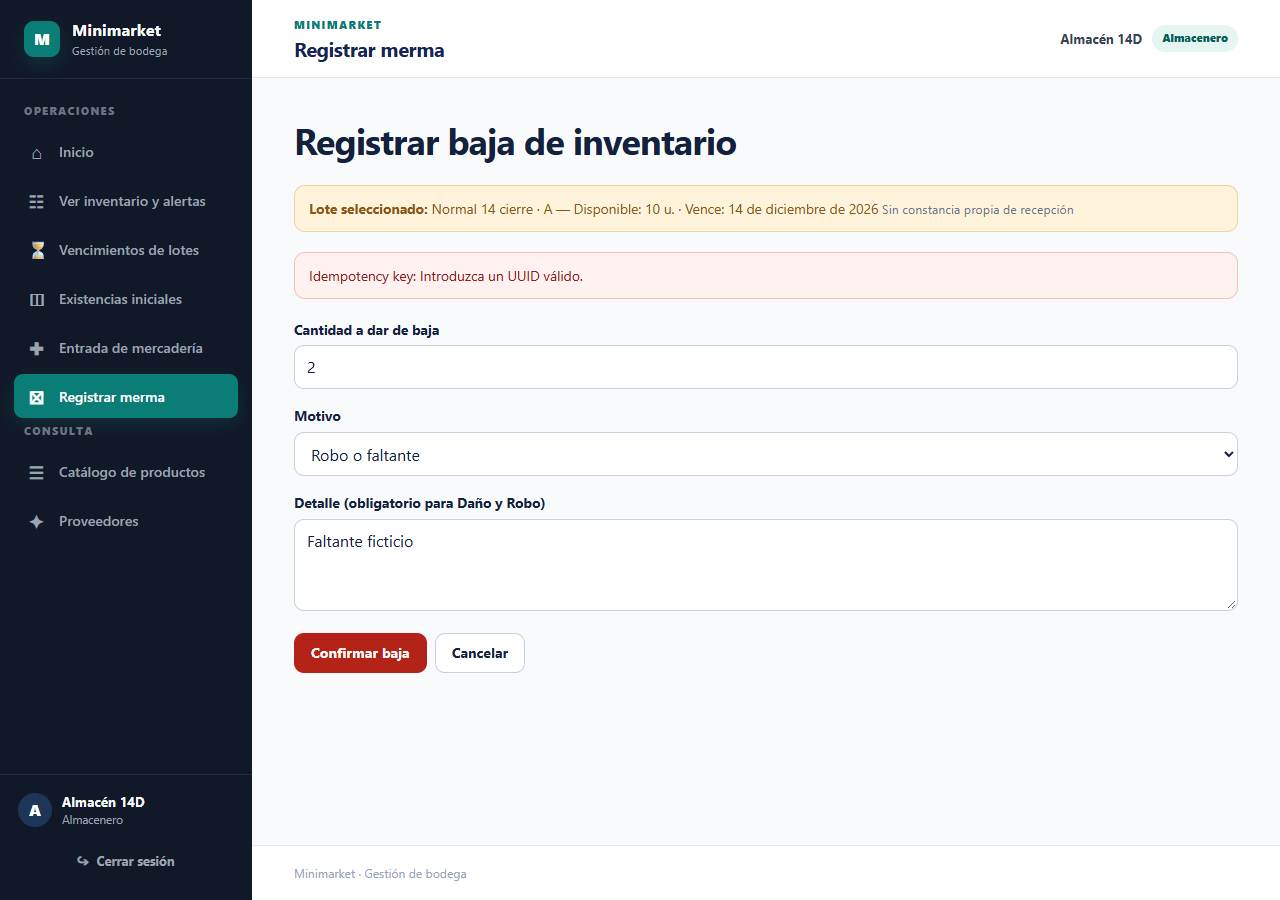 M
Minimarket
Gestión de bodega
OPERACIONES
Inicio
Ver inventario y alertas
Vencimientos de lotes
Existencias iniciales
Entrada de mercadería
Registrar merma
CONSULTA
Catálogo de productos
Proveedores
A
Almacén 14D
Almacenero
Cerrar sesión
MINIMARKET
Registrar merma
Almacén 14D
Almacenero
Registrar baja de inventario
Lote seleccionado: Normal 14 cierre · A — Disponible: 10 u. · Vence: 14 de diciembre de 2026 Sin constancia propia de recepción
Idempotency key: Introduzca un UUID válido.
Cantidad a dar de baja
2
Motivo
Robo o faltante
Detalle (obligatorio para Daño y Robo)
Faltante ficticio
Confirmar baja
Cancelar
Minimarket · Gestión de bodega